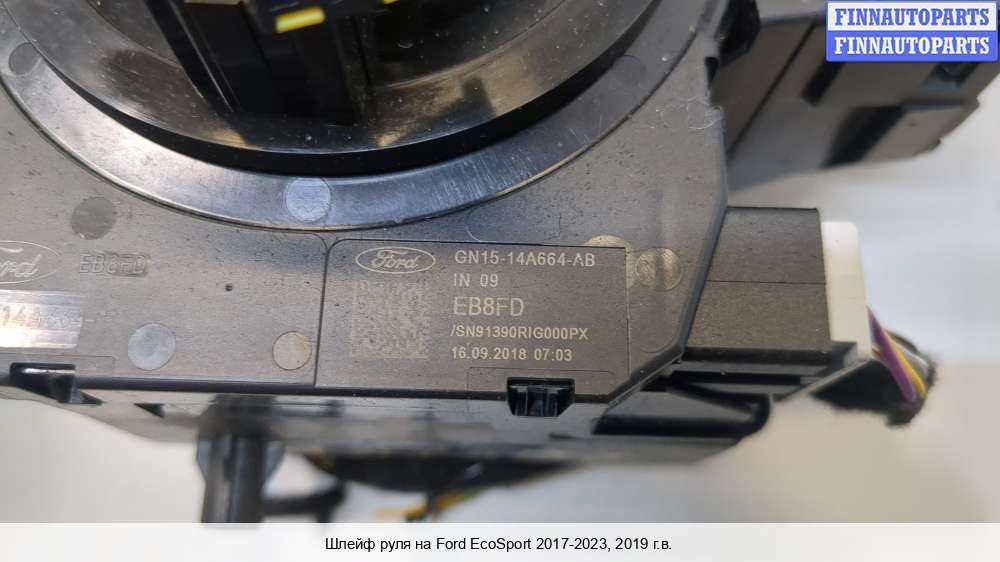 FINNAUTOPARTS
FINNAUTOPARTS
Ford
GN15-14A664-AB
IN 09
EB8FD
/SN91390RIG000PX
16.09.2018 07:03
EB8FD
Шлейф руля на Ford EcoSport 2017-2023, 2019 г.в.